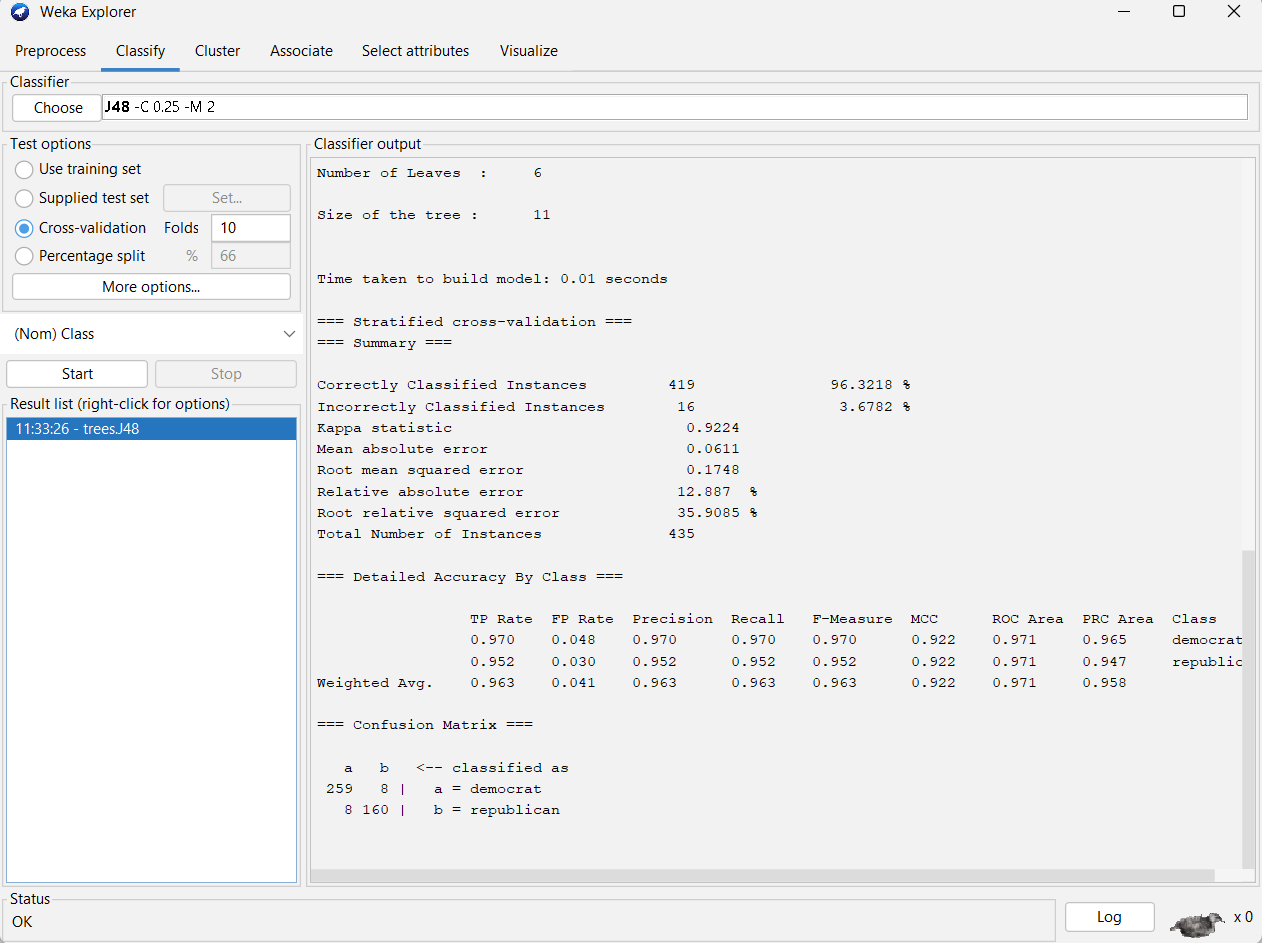 Weka Explorer
Preprocess Classify Cluster Associate Select attributes Visualize
Classifier
Choose J48 -C 0.25 -M 2
Test options
Use training set
Supplied test set Set...
Cross-validation Folds 10
Percentage split % 66
More options...
(Nom) Class
Start Stop
Result list (right-click for options)
11:33:26 - trees.J48
Classifier output
Number of Leaves : 6
Size of the tree : 11
Time taken to build model: 0.01 seconds
=== Stratified cross-validation ===
=== Summary ===
Correctly Classified Instances 419 96.3218 %
Incorrectly Classified Instances 16 3.6782 %
Kappa statistic 0.9224
Mean absolute error 0.0611
Root mean squared error 0.1748
Relative absolute error 12.887 %
Root relative squared error 35.9085 %
Total Number of Instances 435
=== Detailed Accuracy By Class ===
TP Rate FP Rate Precision Recall F-Measure MCC ROC Area PRC Area Class
0.970 0.048 0.970 0.970 0.970 0.922 0.971 0.965 democrat
0.952 0.030 0.952 0.952 0.952 0.922 0.971 0.947 republic
Weighted Avg. 0.963 0.041 0.963 0.963 0.963 0.922 0.971 0.958
=== Confusion Matrix ===
a b <-- classified as
259 8 | a = democrat
8 160 | b = republican
Status
OK
Log x 0